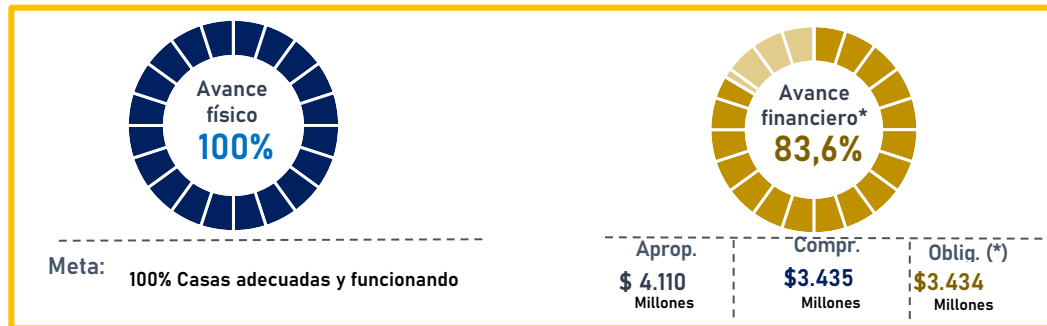 Avance
físico
100%
Meta:
100% Casas adecuadas y funcionando
Avance
financiero*
83,6%
Aprop.
$ 4.110
Millones
Compr.
$3.435
Millones
Oblig. (*)
$3.434
Millones